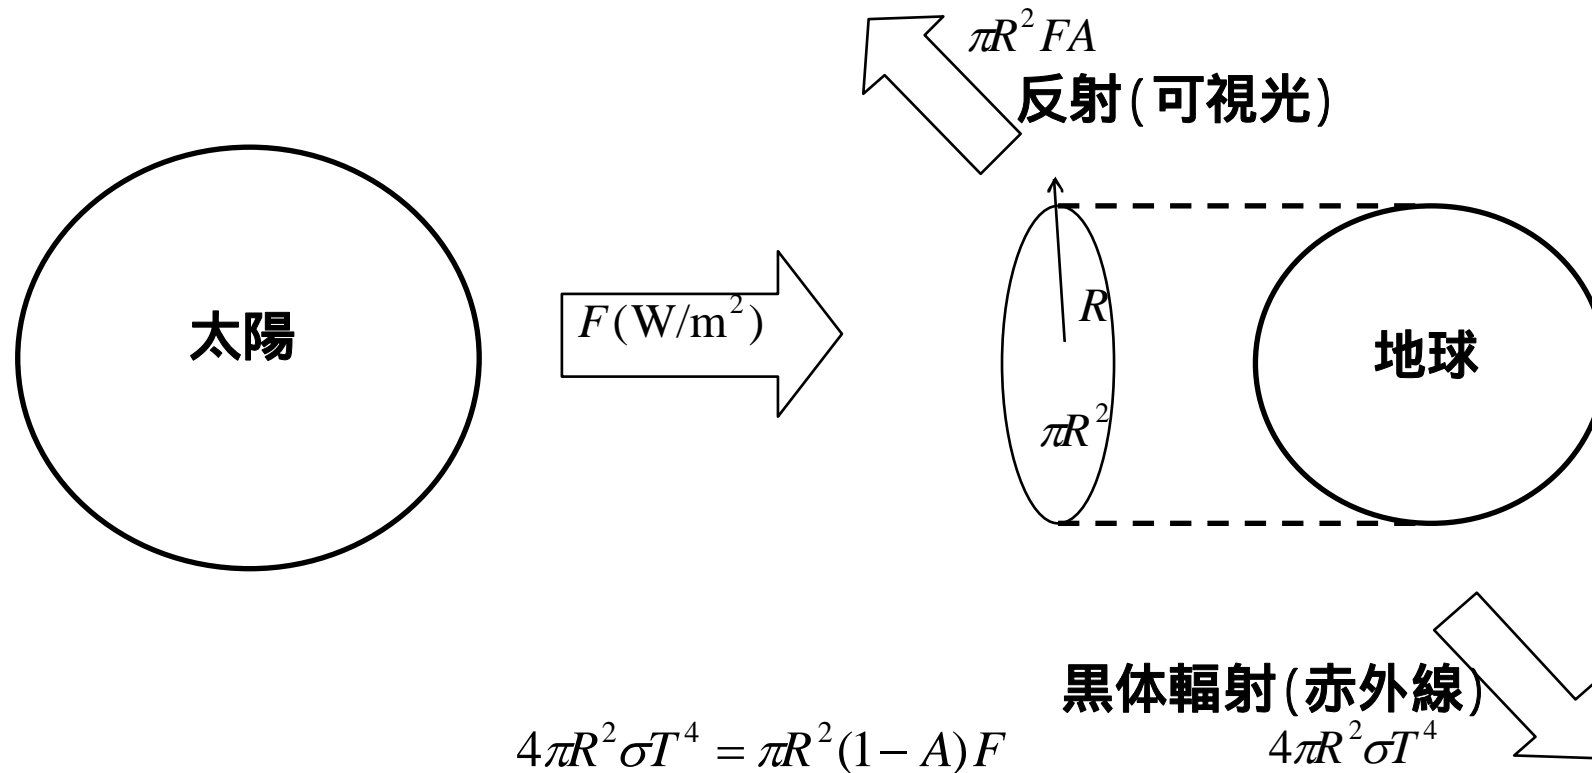 πR²FA
反射(可視光)
太陽
F(W/m²)
R
πR²
地球
黒体輻射(赤外線)
4πR²σT⁴
4πR²σT⁴ = πR²(1−A)F